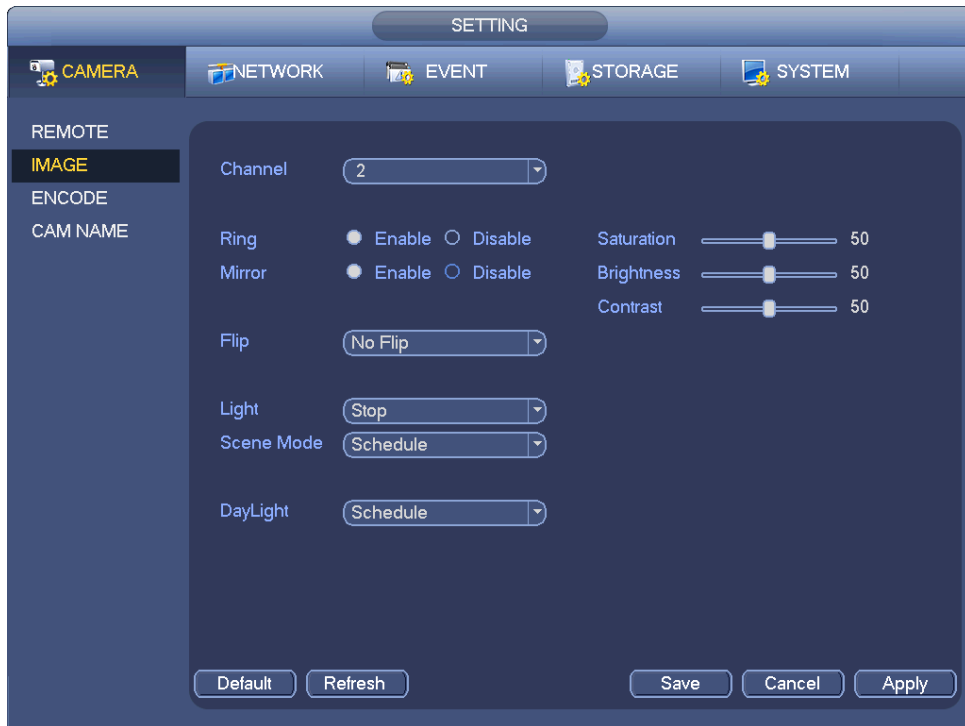 SETTING
CAMERA NETWORK EVENT STORAGE SYSTEM
REMOTE
IMAGE
ENCODE
CAM NAME
Channel 2
Ring Enable Disable Saturation 50
Mirror Enable Disable Brightness 50
Contrast 50
Flip No Flip
Light Stop
Scene Mode Schedule
DayLight Schedule
Default Refresh Save Cancel Apply